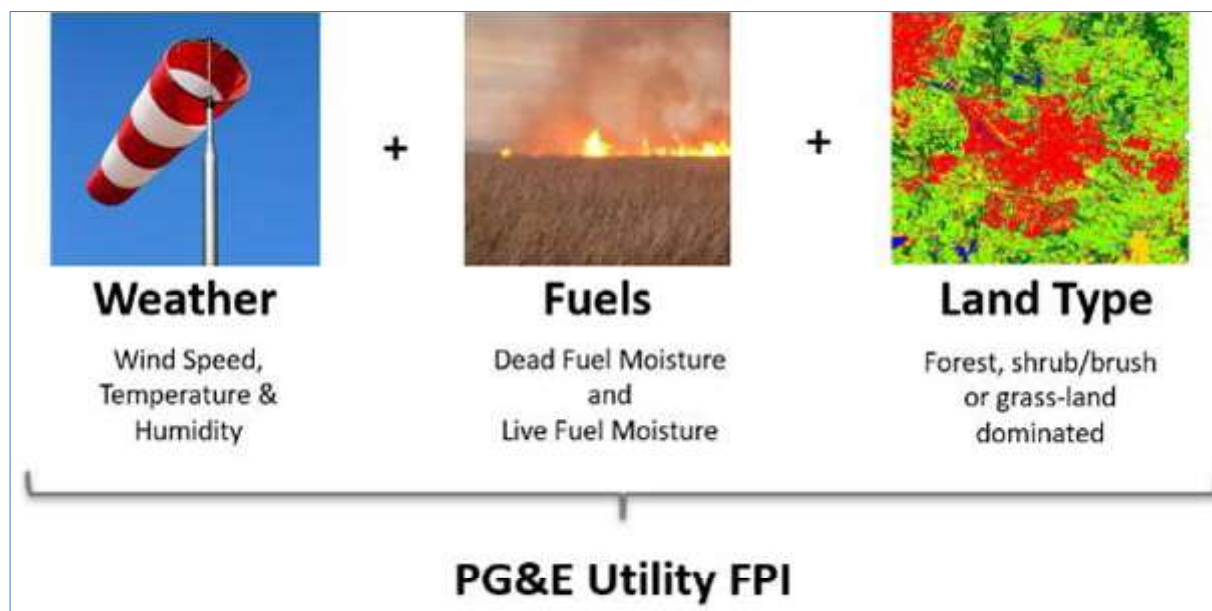 +
+
Weather
Fuels
Land Type
Wind Speed,
Temperature &
Humidity
Dead Fuel Moisture
and
Live Fuel Moisture
Forest, shrub/brush
or grass-land
dominated
PG&E Utility FPI